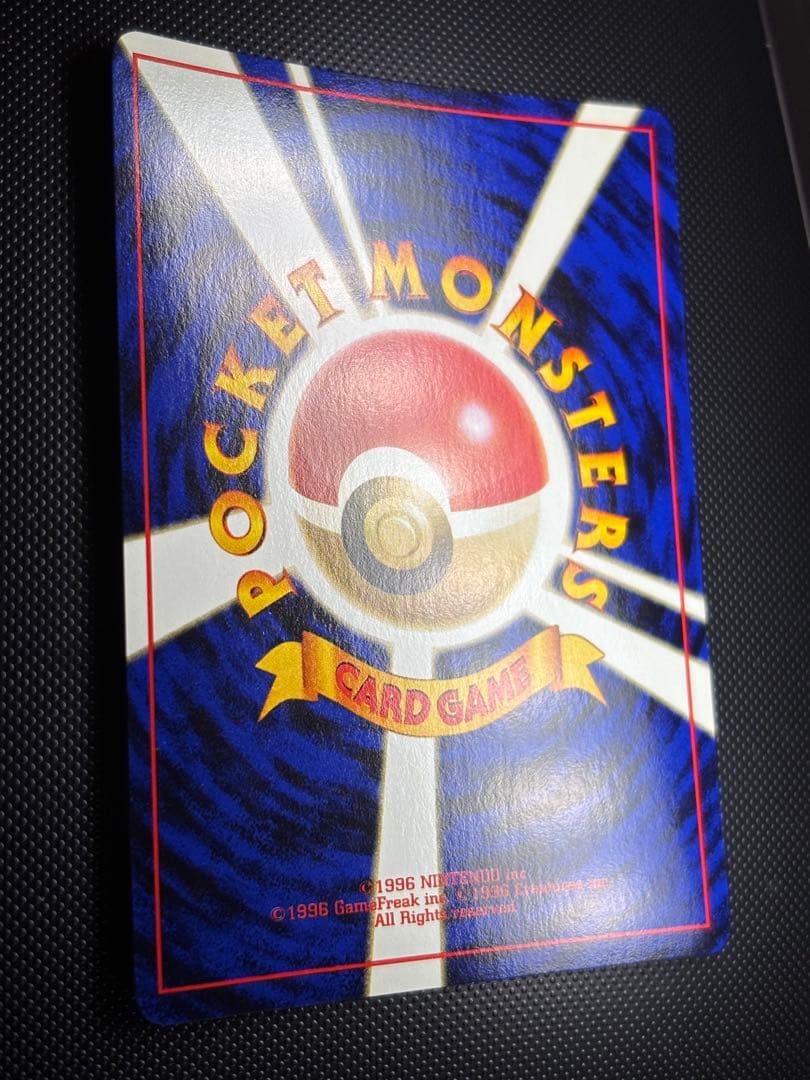 POCKET MONSTERS
CARD GAME
©1996 NINTENDO inc
©1996 GameFreak inc ©1996 Creatures inc
All Rights reserved